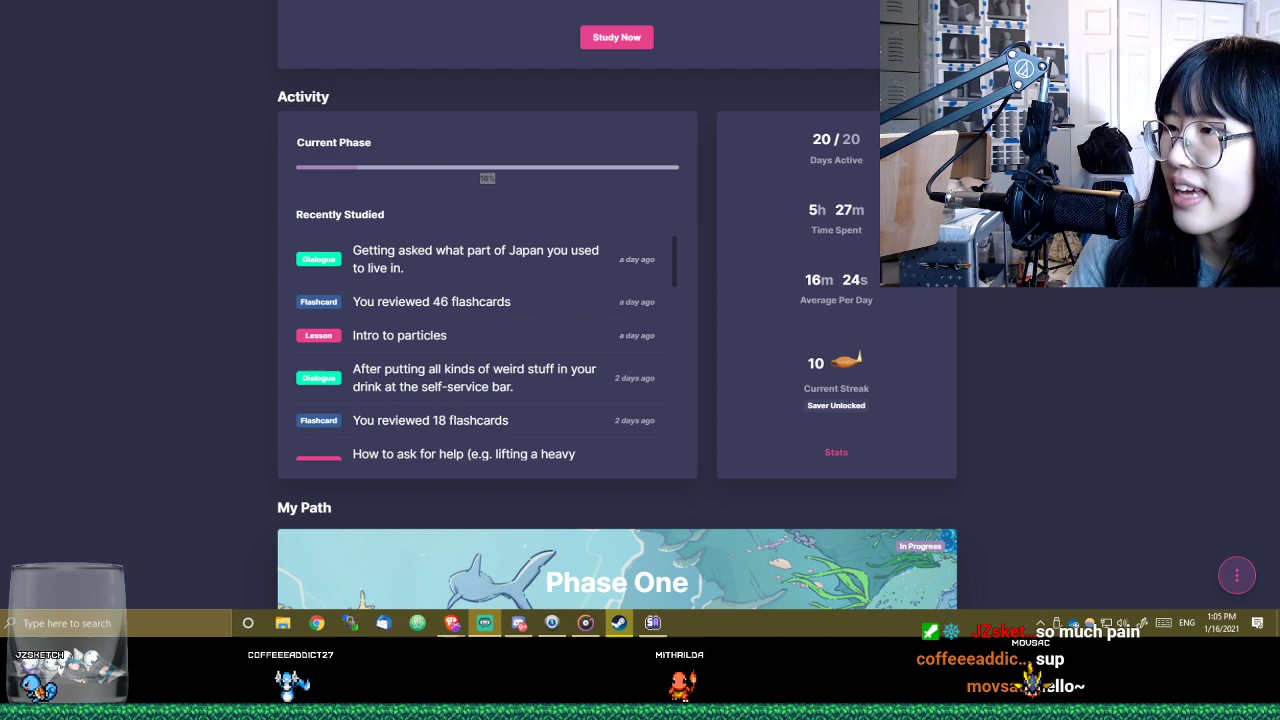 Study Now
Activity
Current Phase
16%
Recently Studied
Dialogue
Getting asked what part of Japan you used
to live in.
a day ago
Flashcard
You reviewed 46 flashcards
a day ago
Lesson
Intro to particles
a day ago
Dialogue
After putting all kinds of weird stuff in your
drink at the self-service bar.
2 days ago
Flashcard
You reviewed 18 flashcards
2 days ago
How to ask for help (e.g. lifting a heavy
20 / 20
Days Active
5h 27m
Time Spent
16m 24s
Average Per Day
10
Current Streak
Saver Unlocked
Stats
My Path
In Progress
Phase One
Type here to search
ENG
1:05 PM
1/16/2021
JZsket.. so much pain
coffeeeaddic... sup
movsa
ello~
JZSKETCH
COFFEEEADDICT27
MITHRILDA
MOVSAC